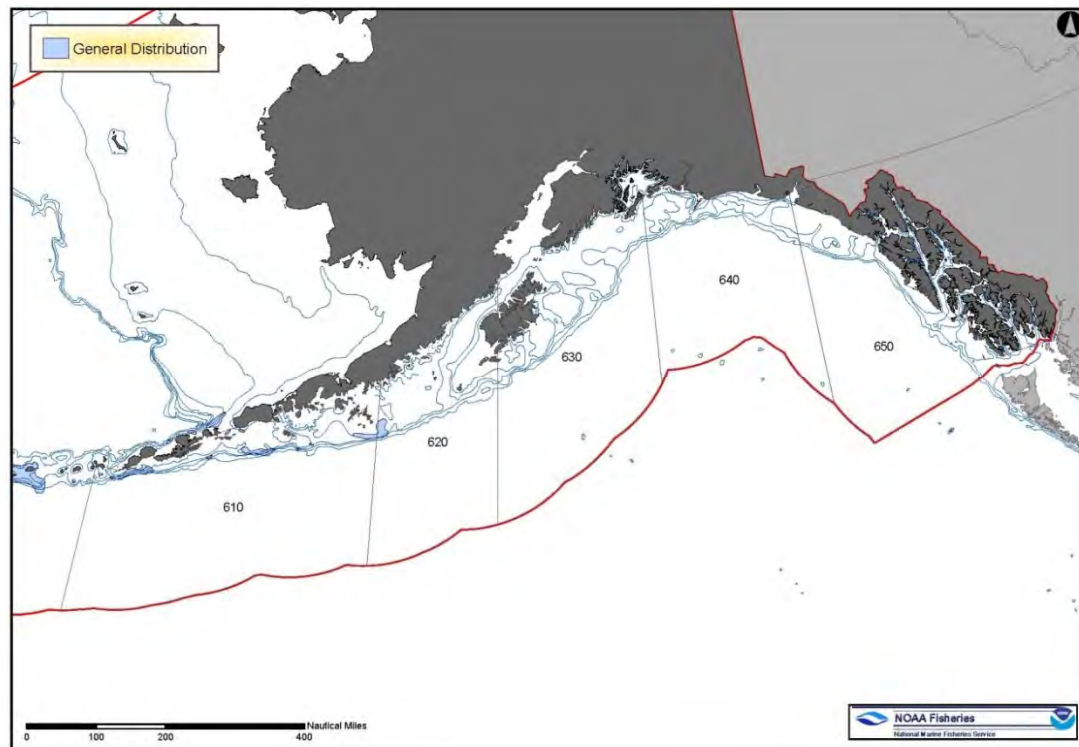 General Distribution
640
650
630
620
610
Nautical Miles
0 100 200 400
NOAA Fisheries
National Marine Fisheries Service